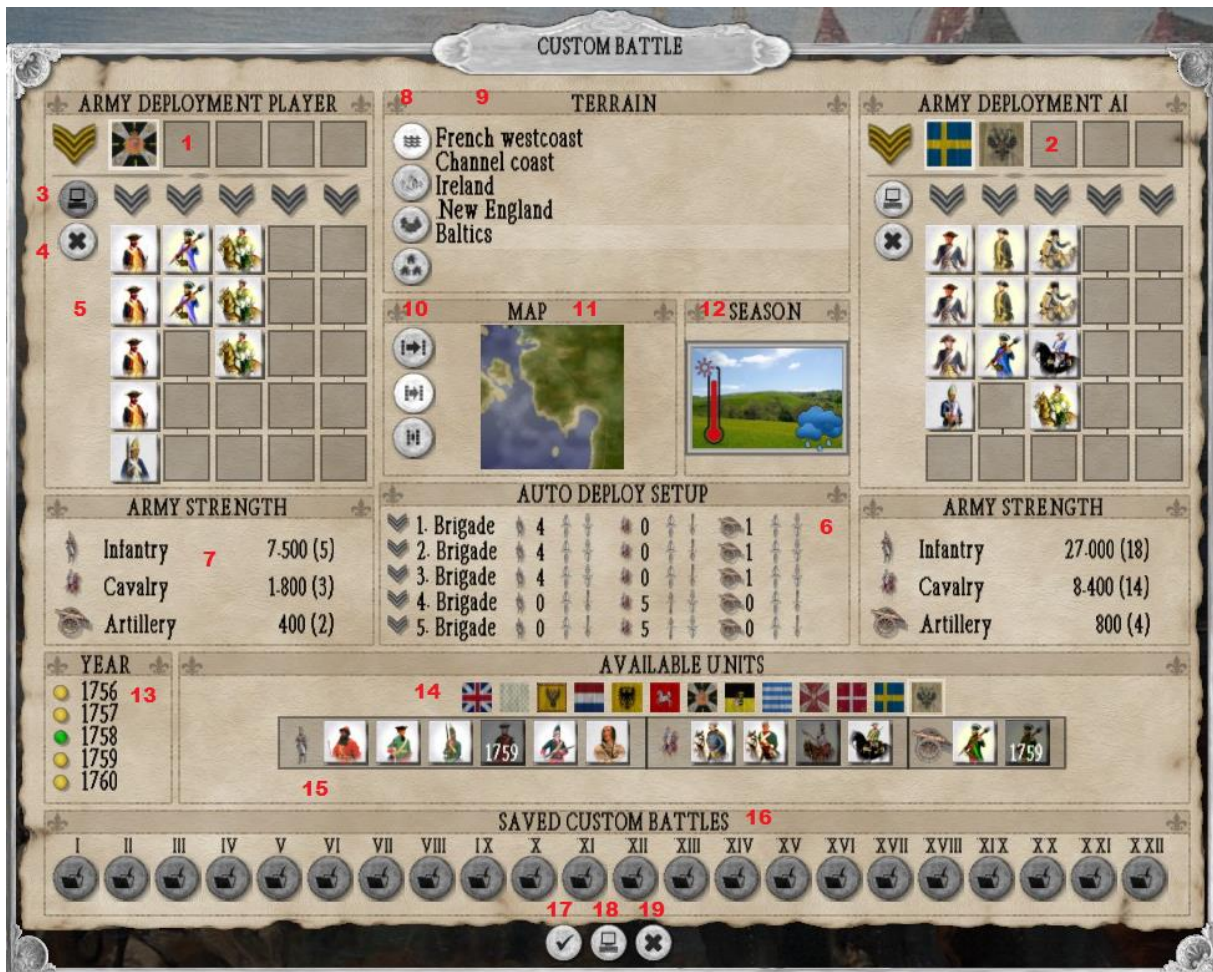 CUSTOM BATTLE
ARMY DEPLOYMENT PLAYER
1
3
4
5
8 9 TERRAIN
French westcoast
Channel coast
Ireland
New England
Baltics
10 MAP 11
12 SEASON
ARMY DEPLOYMENT AI
2
ARMY STRENGTH
Infantry 7 7.500 (5)
Cavalry 1.800 (3)
Artillery 400 (2)
AUTO DEPLOY SETUP
6
1. Brigade 4 0 1
2. Brigade 4 0 1
3. Brigade 4 0 1
4. Brigade 0 5 0
5. Brigade 0 5 0
ARMY STRENGTH
Infantry 27.000 (18)
Cavalry 8.400 (14)
Artillery 800 (4)
YEAR
13
1756
1757
1758
1759
1760
AVAILABLE UNITS
14
1759 1759
15
SAVED CUSTOM BATTLES 16
I II III IV V VI VII VIII IX X XI XII XIII XIV XV XVI XVII XVIII XIX XX XXI XXII
17 18 19